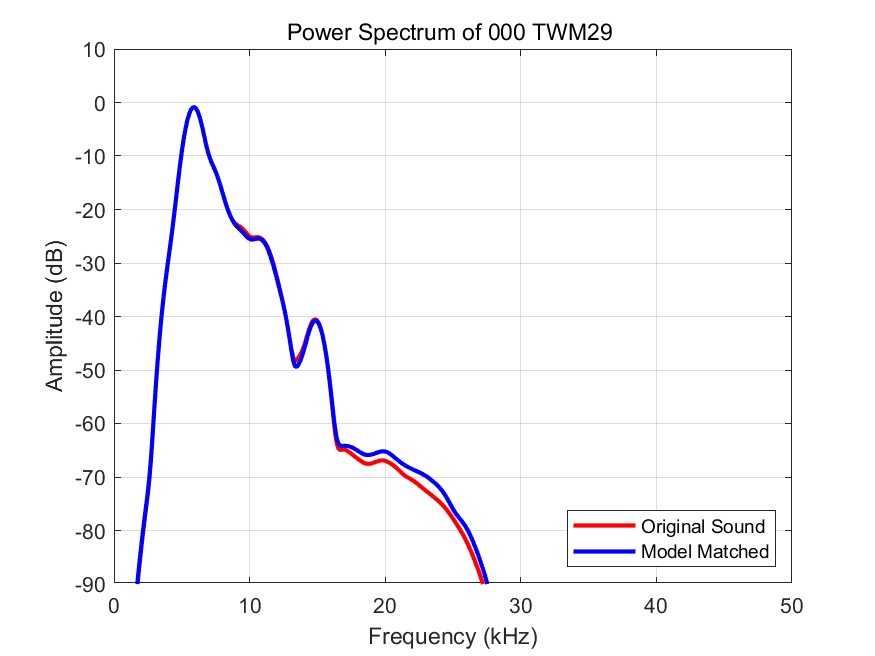 Power Spectrum of 000 TWM29
10
0
-10
-20
-30
-40
-50
-60
-70
-80
-90
Amplitude (dB)
Original Sound
Model Matched
0 10 20 30 40 50
Frequency (kHz)